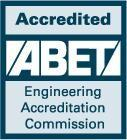 Accredited
ABET
Engineering
Accreditation
Commission